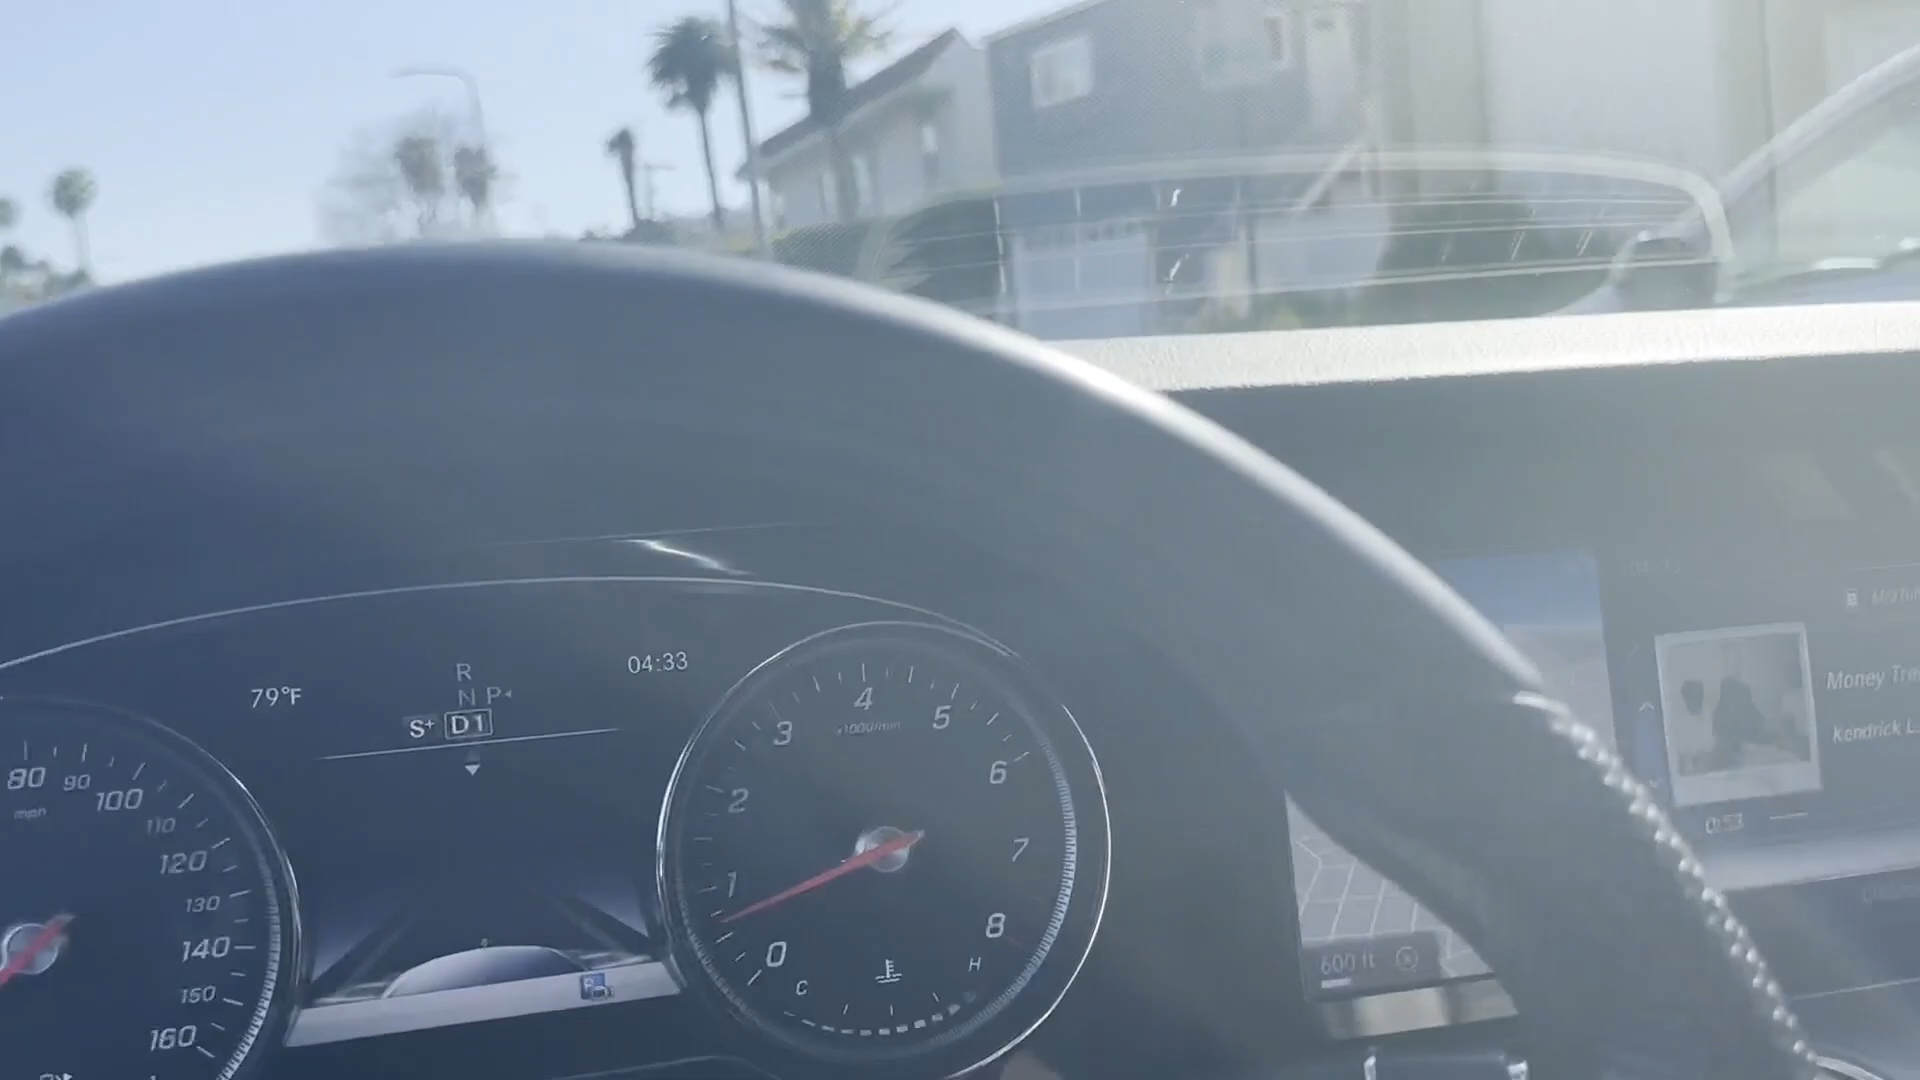 79°F
R
N P
S+ D1
04:33
80
90
100
110
120
130
140
150
160
mph
0
1
2
3
4
5
6
7
8
x1000/min
C
H
600 ft
Money Tre
Kendrick L
0:53